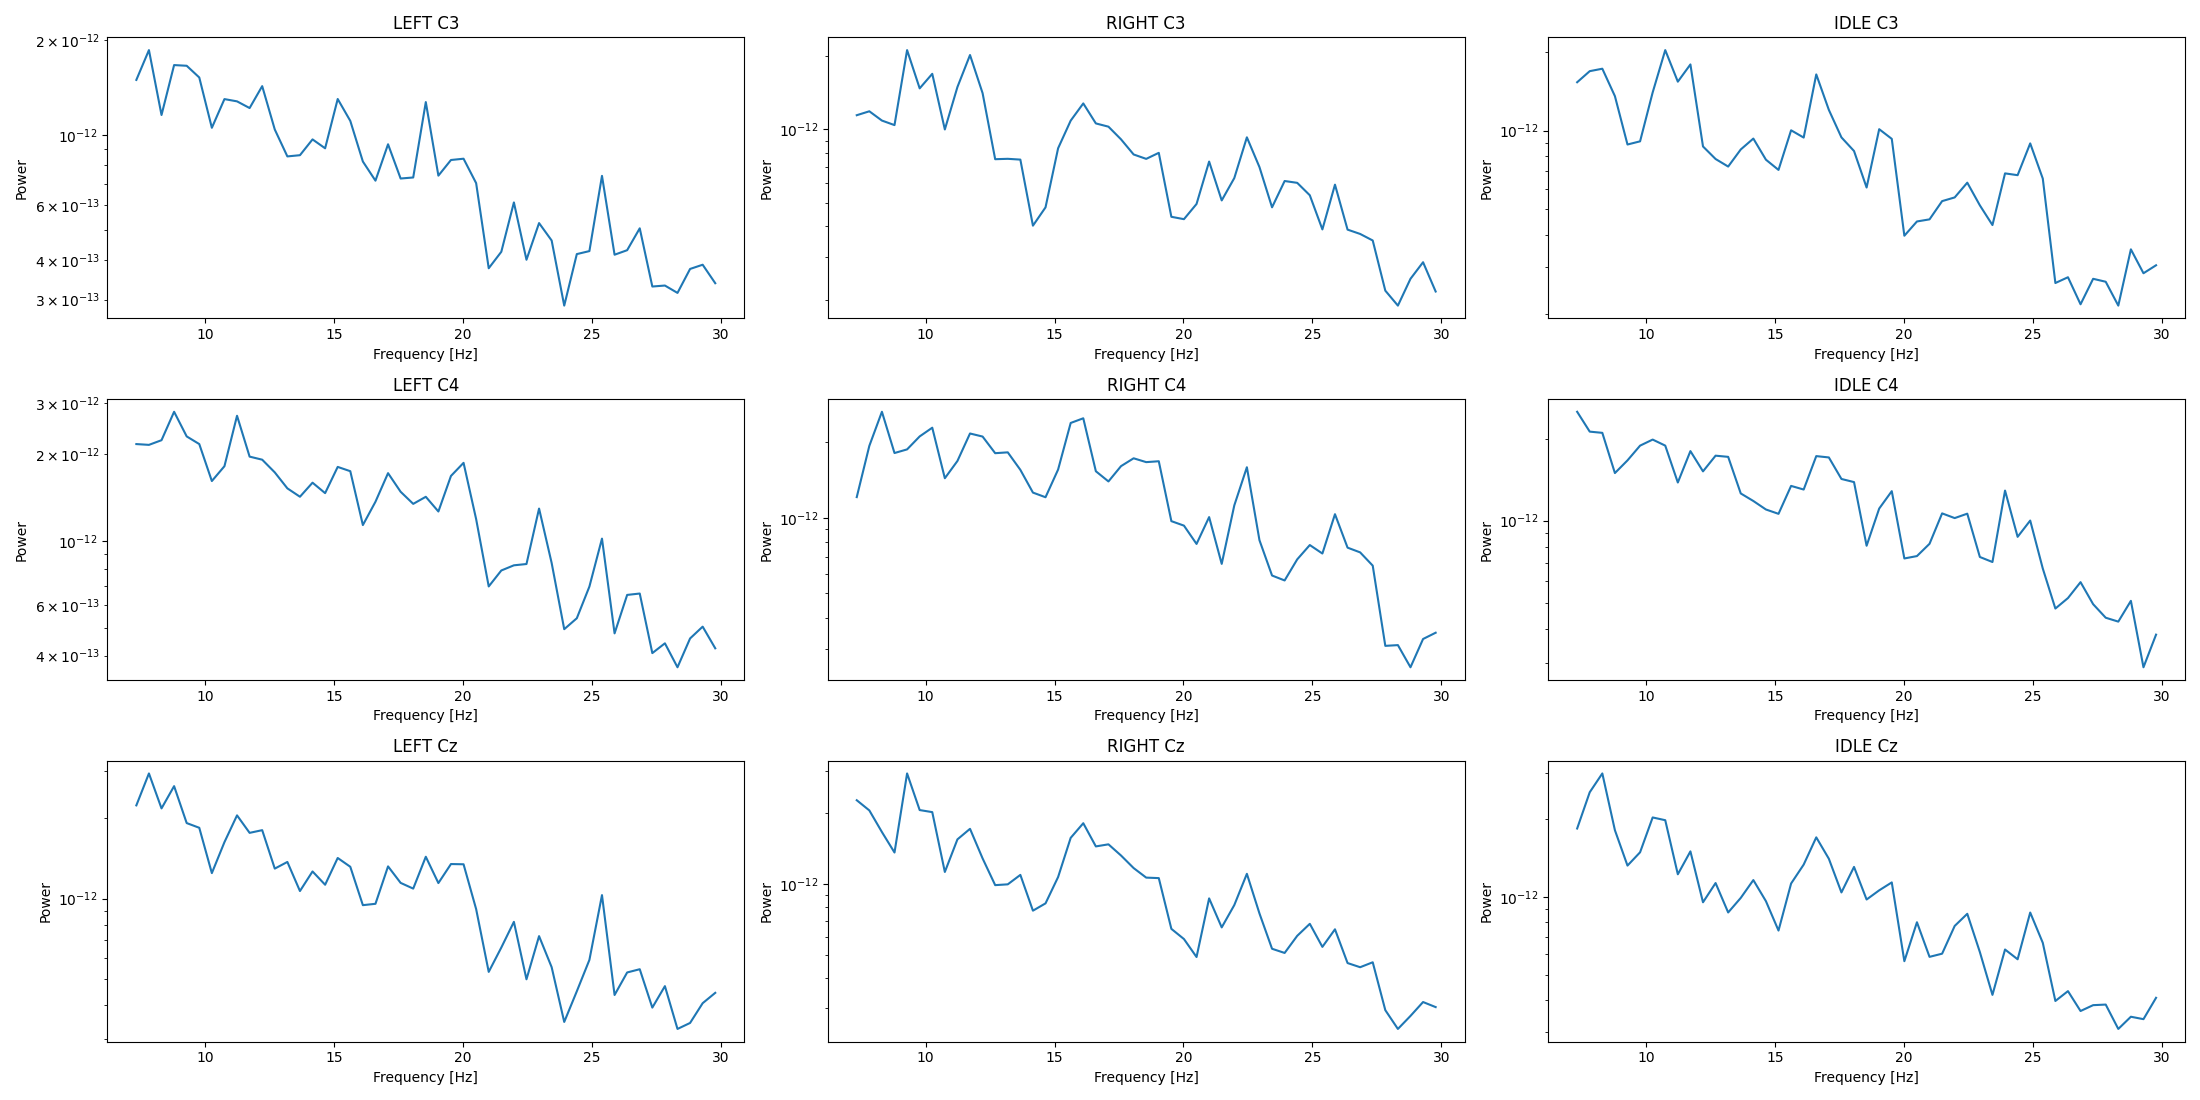 LEFT C3
RIGHT C3
IDLE C3
2 × 10⁻¹²
10⁻¹²
6 × 10⁻¹³
4 × 10⁻¹³
3 × 10⁻¹³
Power
10 15 20 25 30
Frequency [Hz]
10⁻¹²
Power
10 15 20 25 30
Frequency [Hz]
10⁻¹²
Power
10 15 20 25 30
Frequency [Hz]
LEFT C4
RIGHT C4
IDLE C4
3 × 10⁻¹²
2 × 10⁻¹²
10⁻¹²
6 × 10⁻¹³
4 × 10⁻¹³
Power
10 15 20 25 30
Frequency [Hz]
10⁻¹²
Power
10 15 20 25 30
Frequency [Hz]
10⁻¹²
Power
10 15 20 25 30
Frequency [Hz]
LEFT Cz
RIGHT Cz
IDLE Cz
10⁻¹²
Power
10 15 20 25 30
Frequency [Hz]
10⁻¹²
Power
10 15 20 25 30
Frequency [Hz]
10⁻¹²
Power
10 15 20 25 30
Frequency [Hz]